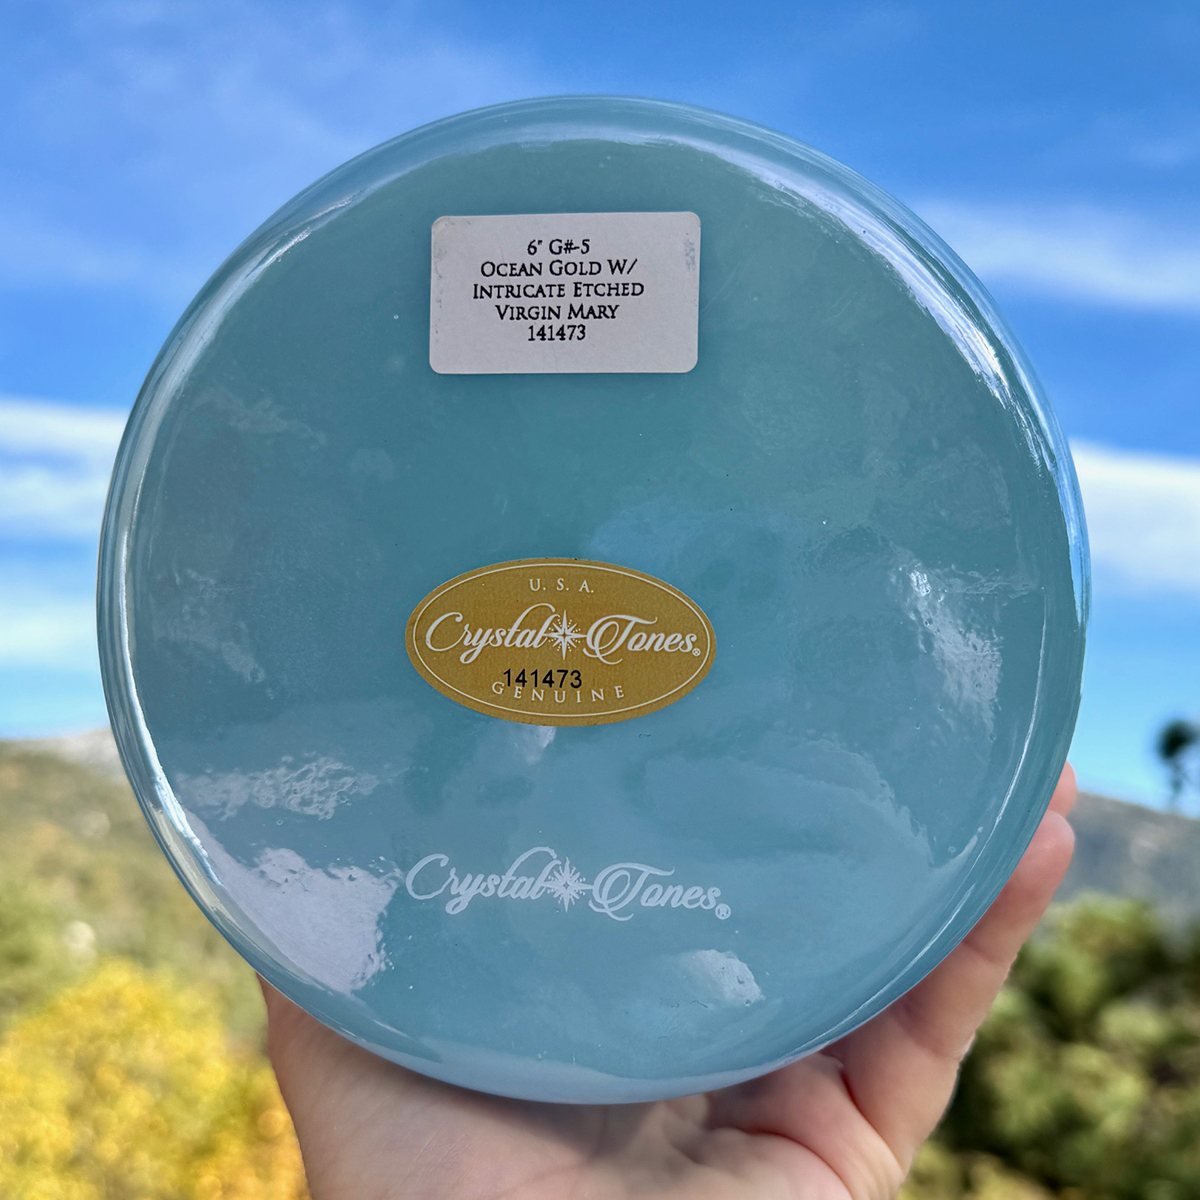 6" G#-5
OCEAN GOLD W/
INTRICATE ETCHED
VIRGIN MARY
141473
U. S. A.
Crystal Tones®
141473
GENUINE
Crystal Tones®